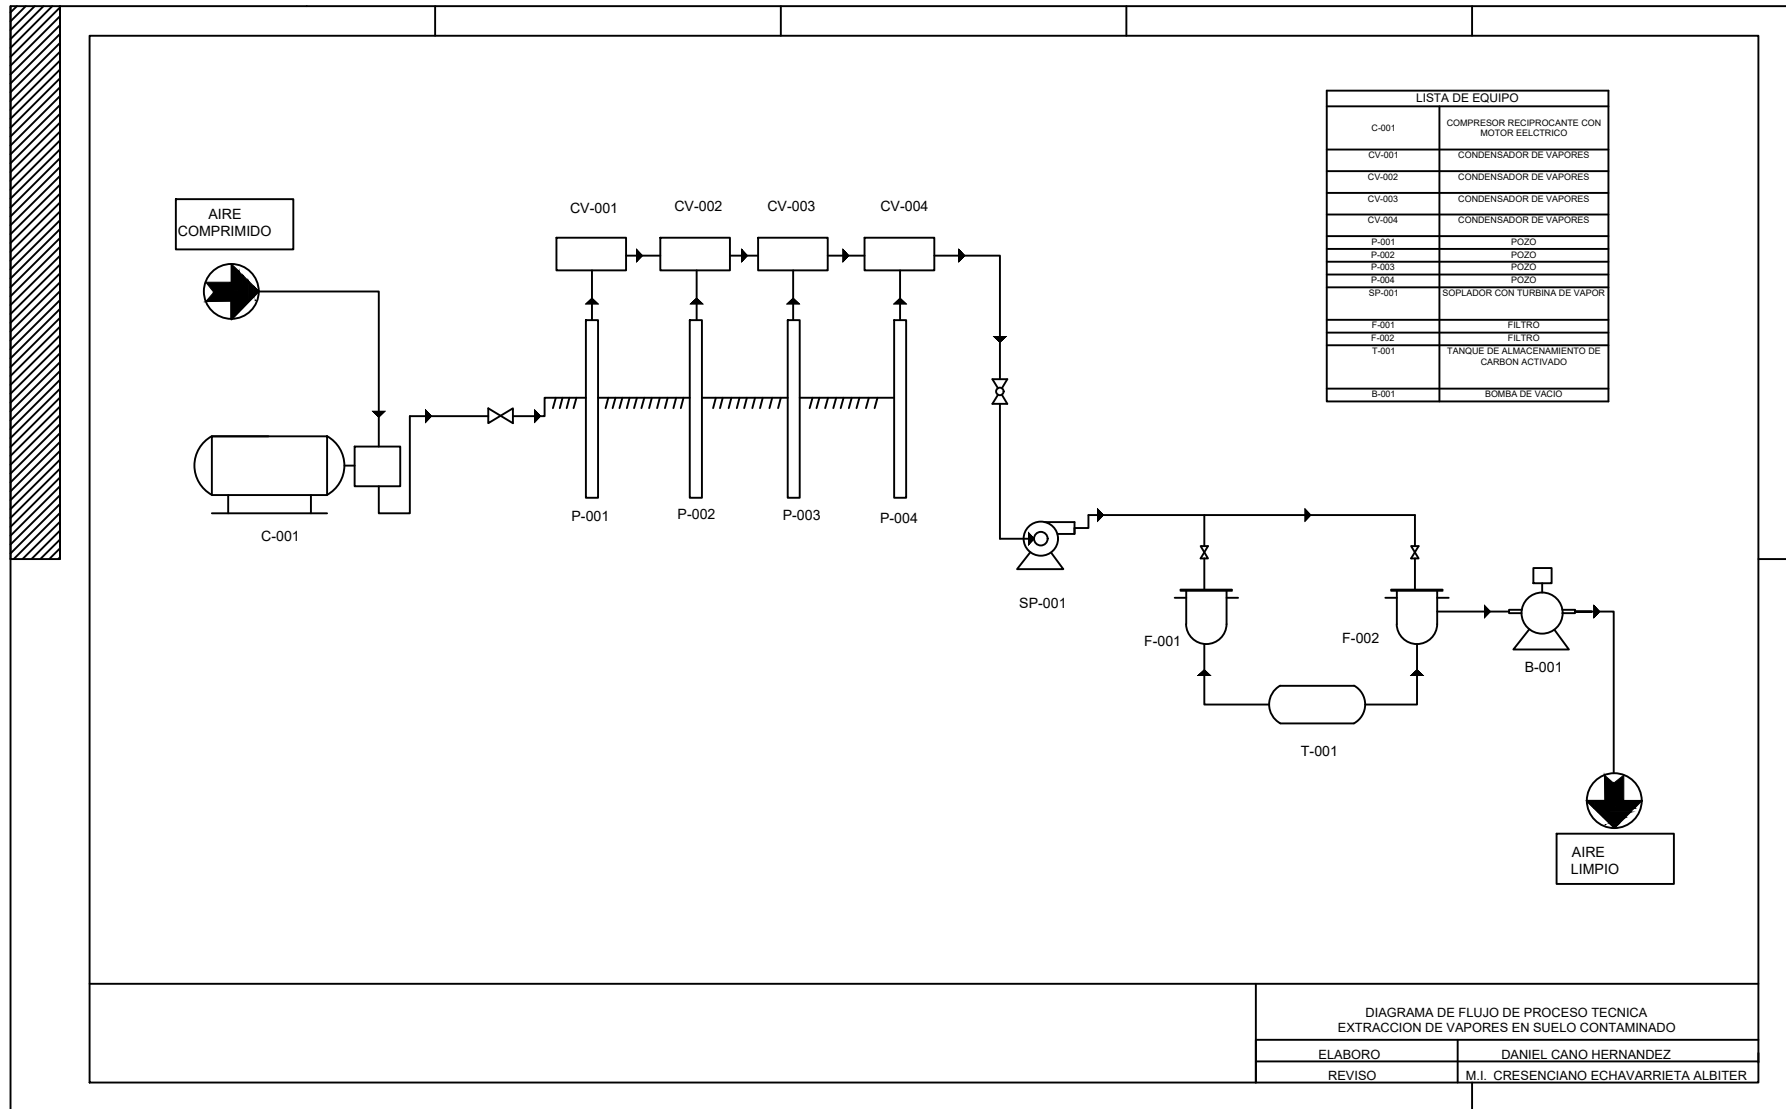 LISTA DE EQUIPO
C-001 COMPRESOR RECIPROCANTE CON
MOTOR EELCTRICO
CV-001 CONDENSADOR DE VAPORES
CV-002 CONDENSADOR DE VAPORES
CV-003 CONDENSADOR DE VAPORES
CV-004 CONDENSADOR DE VAPORES
P-001 POZO
P-002 POZO
P-003 POZO
P-004 POZO
SP-001 SOPLADOR CON TURBINA DE VAPOR
F-001 FILTRO
F-002 FILTRO
T-001 TANQUE DE ALMACENAMIENTO DE
CARBON ACTIVADO
B-001 BOMBA DE VACIO
AIRE
COMPRIMIDO
CV-001 CV-002 CV-003 CV-004
C-001
P-001 P-002 P-003 P-004
SP-001
F-001
F-002
B-001
T-001
AIRE
LIMPIO
DIAGRAMA DE FLUJO DE PROCESO TECNICA
EXTRACCION DE VAPORES EN SUELO CONTAMINADO
ELABORO DANIEL CANO HERNANDEZ
REVISO M.I. CRESENCIANO ECHAVARRIETA ALBITER